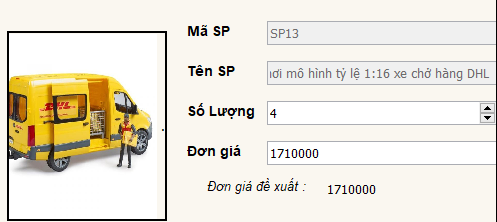 Mã SP SP13
Tên SP hơi mô hình tỷ lệ 1:16 xe chở hàng DHL
Số Lượng 4
Đơn giá 1710000
Đơn giá đề xuất : 1710000
DHL